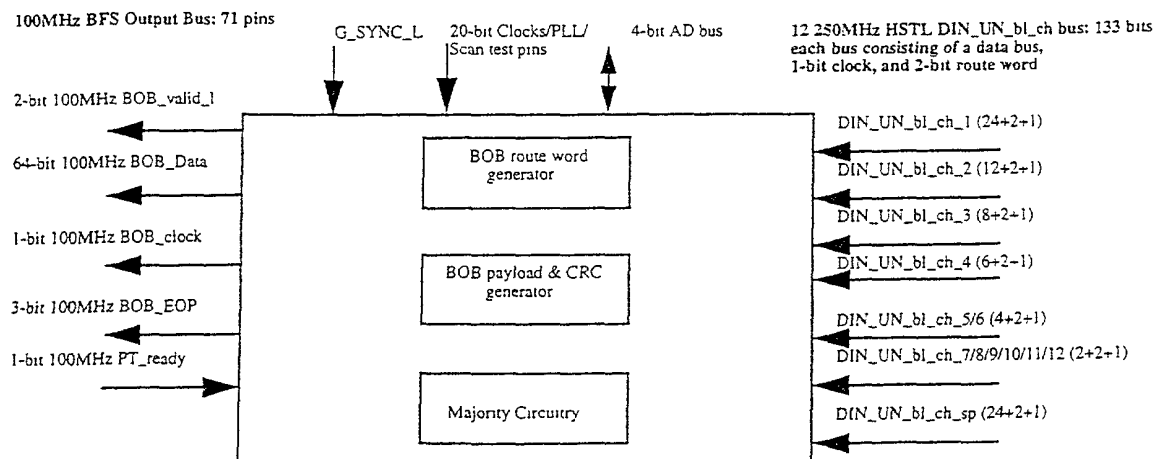 100MHz BFS Output Bus: 71 pins
G_SYNC_L
20-bit Clocks/PLL/
Scan test pins
4-bit AD bus
12 250MHz HSTL DIN_UN_bl_ch bus: 133 bits
each bus consisting of a data bus,
1-bit clock, and 2-bit route word
2-bit 100MHz BOB_valid_l
64-bit 100MHz BOB_Data
1-bit 100MHz BOB_clock
3-bit 100MHz BOB_EOP
1-bit 100MHz PT_ready
BOB route word
generator
BOB payload & CRC
generator
Majority Circuitry
DIN_UN_bl_ch_1 (24+2+1)
DIN_UN_bl_ch_2 (12+2+1)
DIN_UN_bl_ch_3 (8+2+1)
DIN_UN_bl_ch_4 (6+2+1)
DIN_UN_bl_ch_5/6 (4+2+1)
DIN_UN_bl_ch_7/8/9/10/11/12 (2+2+1)
DIN_UN_bl_ch_sp (24+2+1)